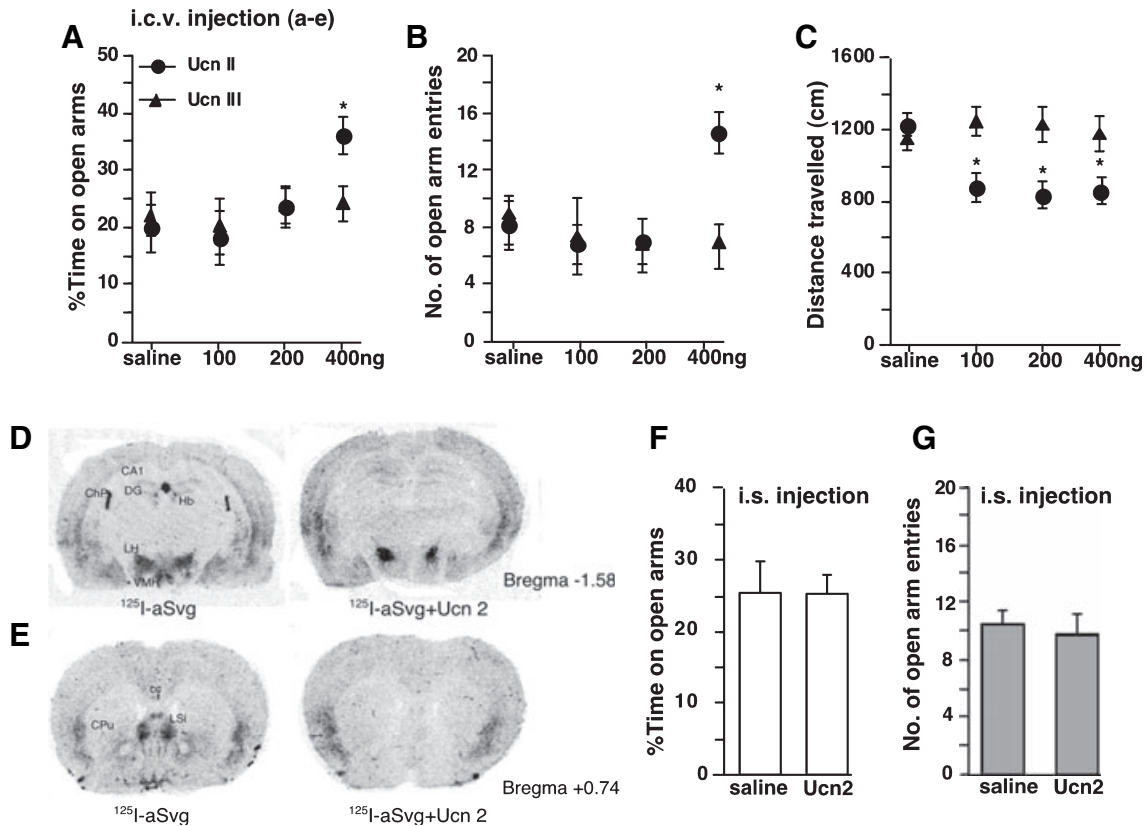 i.c.v. injection (a-e)
A
%Time on open arms
50
40
30
20
10
0
Ucn II
Ucn III
*
saline 100 200 400ng
B
No. of open arm entries
20
16
12
8
4
0
*
saline 100 200 400ng
C
Distance travelled (cm)
1600
1200
800
400
0
* * *
saline 100 200 400ng
D
CA1
ChP DG Hb
LH
VMH
125I-aSvg
125I-aSvg+Ucn 2
Bregma -1.58
E
cc
CPu LSi
125I-aSvg
125I-aSvg+Ucn 2
Bregma +0.74
F
i.s. injection
%Time on open arms
40
30
20
10
0
saline Ucn2
G
i.s. injection
No. of open arm entries
20
16
12
8
4
0
saline Ucn2